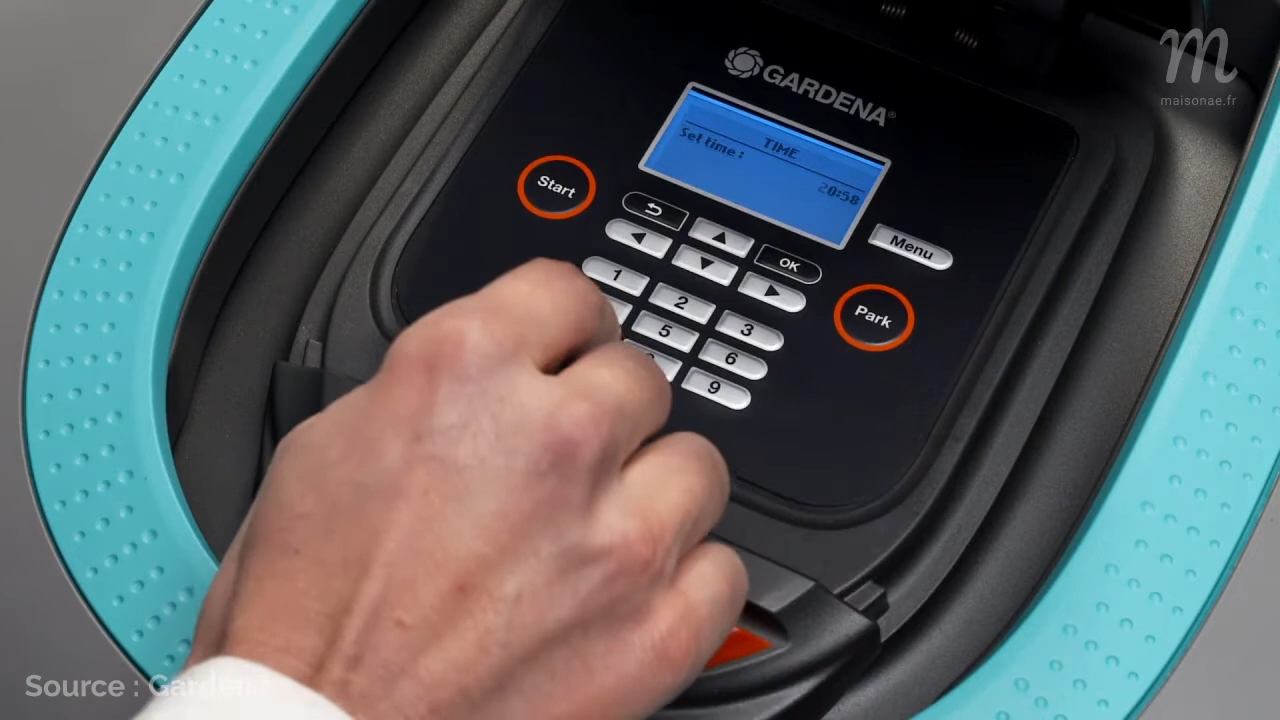 m
maisonae.fr
GARDENA®
TIME
Set time:
20:58
Start
Menu
OK
Park
1
2
3
5
6
9
Source : Gardena